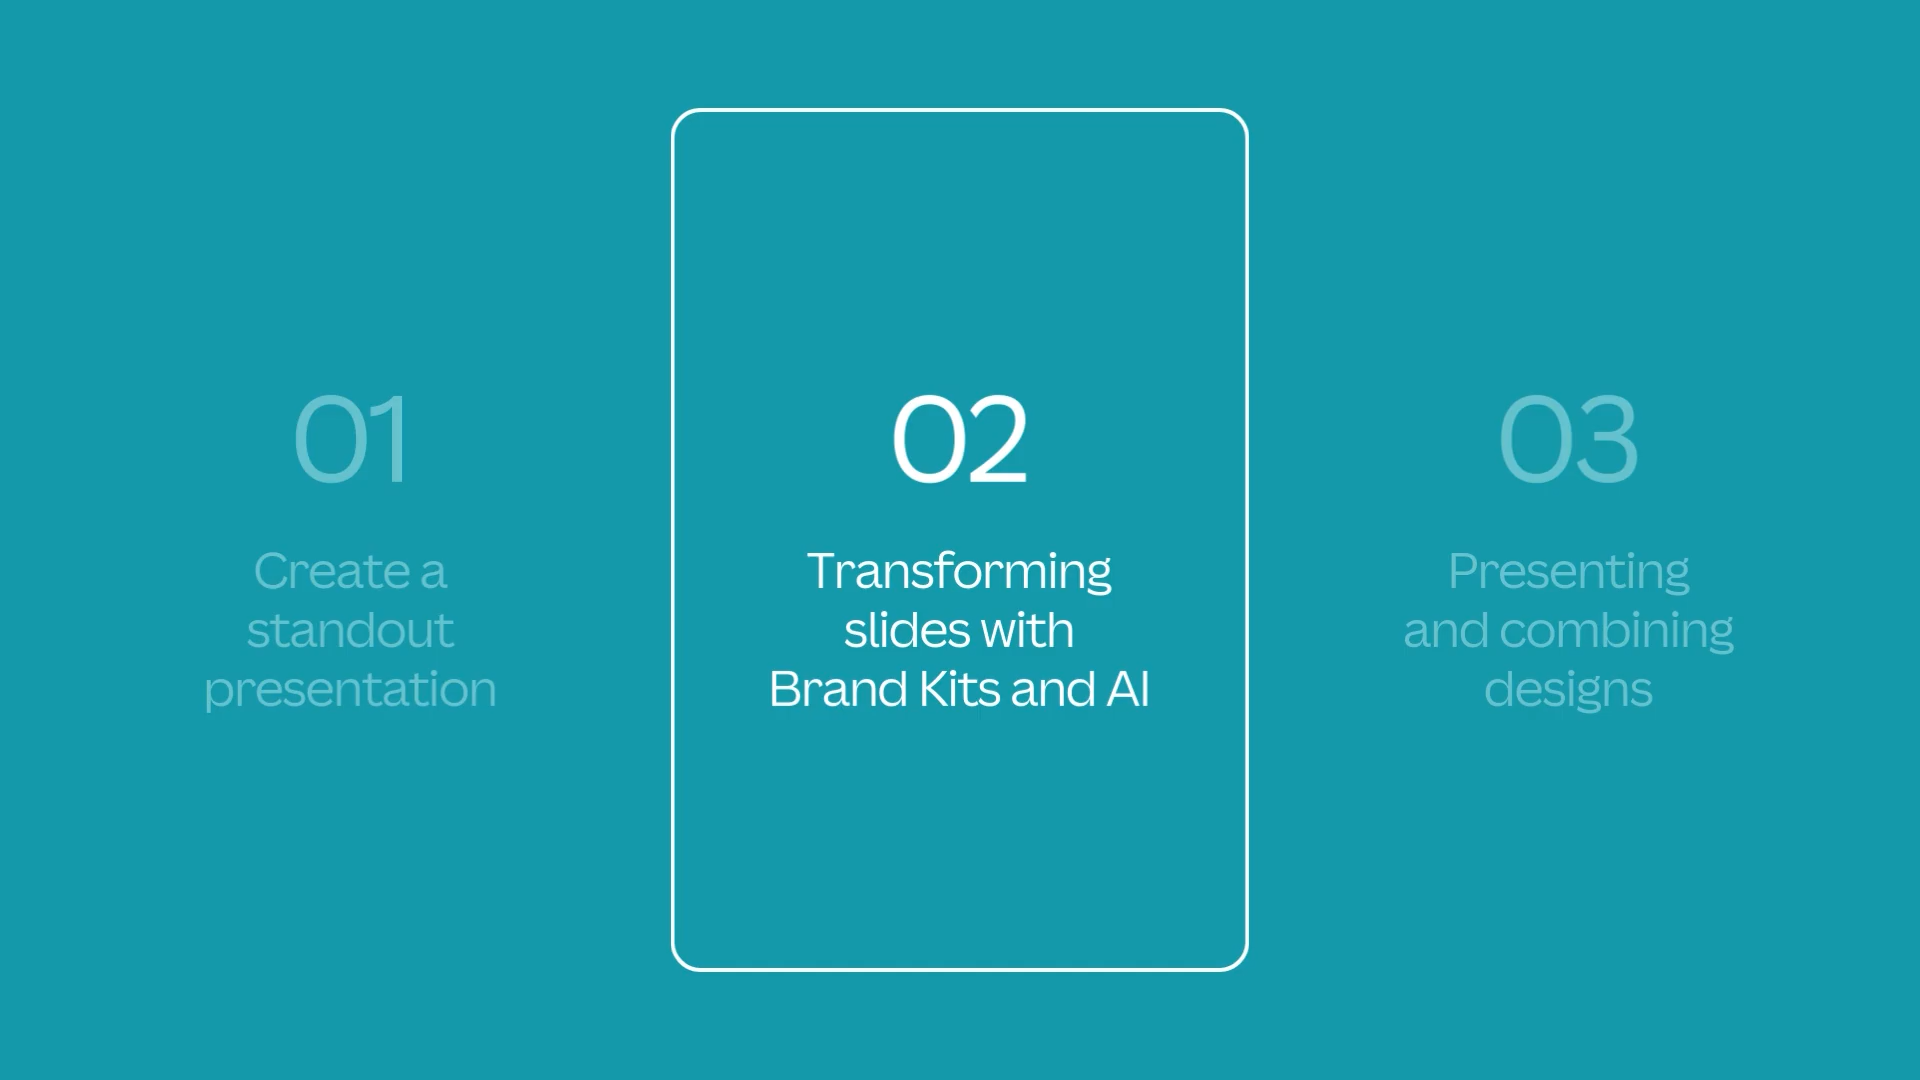 01
Create a
standout
presentation
02
Transforming
slides with
Brand Kits and AI
03
Presenting
and combining
designs